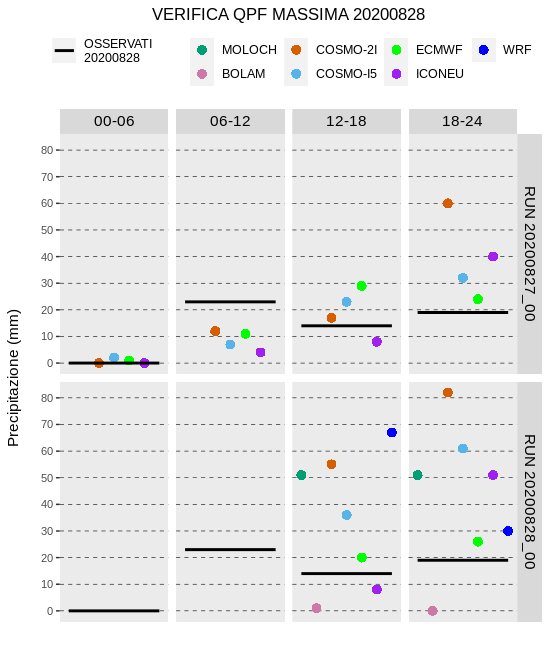 VERIFICA QPF MASSIMA 20200828
OSSERVATI
20200828
MOLOCH
COSMO-2I
ECMWF
WRF
BOLAM
COSMO-I5
ICONEU
00-06
06-12
12-18
18-24
80
70
60
50
40
30
20
10
0
RUN 20200827_00
80
70
60
50
40
30
20
10
0
RUN 20200828_00
Precipitazione (mm)